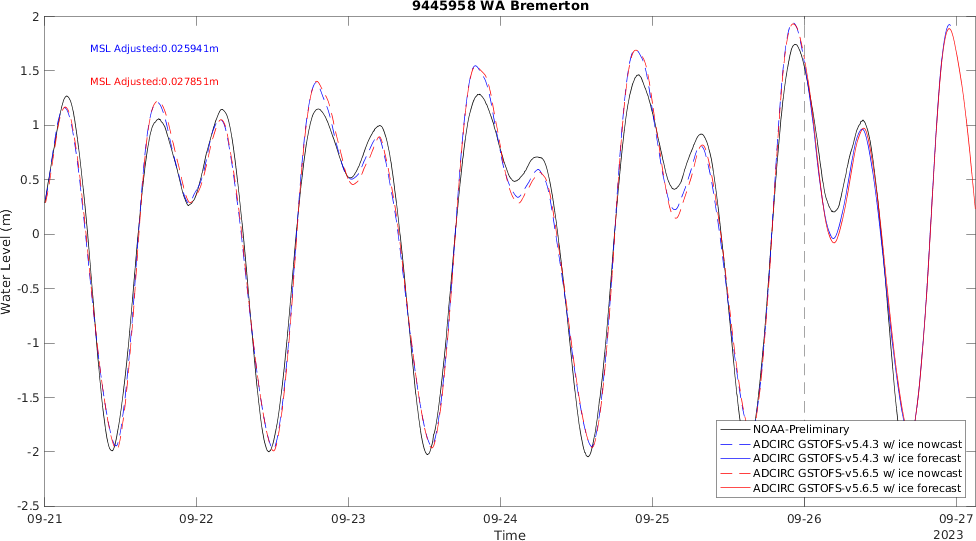 9445958 WA Bremerton
MSL Adjusted:0.025941m
MSL Adjusted:0.027851m
Water Level (m)
2
1.5
1
0.5
0
-0.5
-1
-1.5
-2
-2.5
NOAA-Preliminary
ADCIRC GSTOFS-v5.4.3 w/ ice nowcast
ADCIRC GSTOFS-v5.4.3 w/ ice forecast
ADCIRC GSTOFS-v5.6.5 w/ ice nowcast
ADCIRC GSTOFS-v5.6.5 w/ ice forecast
09-21 09-22 09-23 09-24 09-25 09-26 09-27
Time 2023